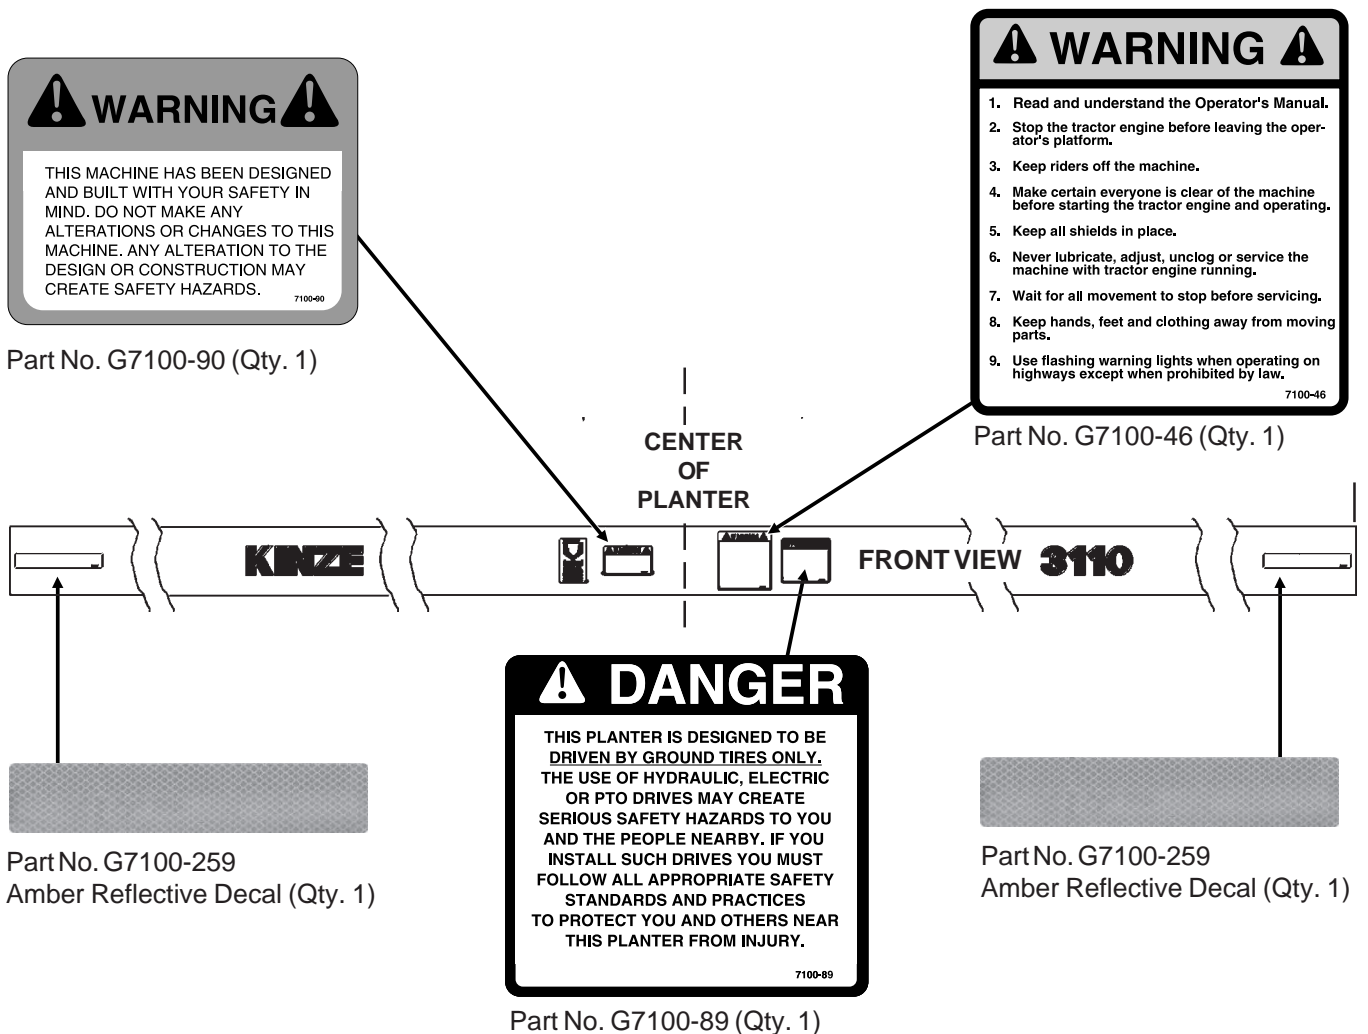 WARNING
THIS MACHINE HAS BEEN DESIGNED
AND BUILT WITH YOUR SAFETY IN
MIND. DO NOT MAKE ANY
ALTERATIONS OR CHANGES TO THIS
MACHINE. ANY ALTERATION TO THE
DESIGN OR CONSTRUCTION MAY
CREATE SAFETY HAZARDS.
7100-90
Part No. G7100-90 (Qty. 1)
WARNING
1. Read and understand the Operator's Manual.
2. Stop the tractor engine before leaving the oper-
ator's platform.
3. Keep riders off the machine.
4. Make certain everyone is clear of the machine
before starting the tractor engine and operating.
5. Keep all shields in place.
6. Never lubricate, adjust, unclog or service the
machine with tractor engine running.
7. Wait for all movement to stop before servicing.
8. Keep hands, feet and clothing away from moving
parts.
9. Use flashing warning lights when operating on
highways except when prohibited by law.
7100-46
Part No. G7100-46 (Qty. 1)
CENTER
OF
PLANTER
KINZE
FRONT VIEW
3110
DANGER
THIS PLANTER IS DESIGNED TO BE
DRIVEN BY GROUND TIRES ONLY.
THE USE OF HYDRAULIC, ELECTRIC
OR PTO DRIVES MAY CREATE
SERIOUS SAFETY HAZARDS TO YOU
AND THE PEOPLE NEARBY. IF YOU
INSTALL SUCH DRIVES YOU MUST
FOLLOW ALL APPROPRIATE SAFETY
STANDARDS AND PRACTICES
TO PROTECT YOU AND OTHERS NEAR
THIS PLANTER FROM INJURY.
7100-89
Part No. G7100-89 (Qty. 1)
Part No. G7100-259
Amber Reflective Decal (Qty. 1)
Part No. G7100-259
Amber Reflective Decal (Qty. 1)